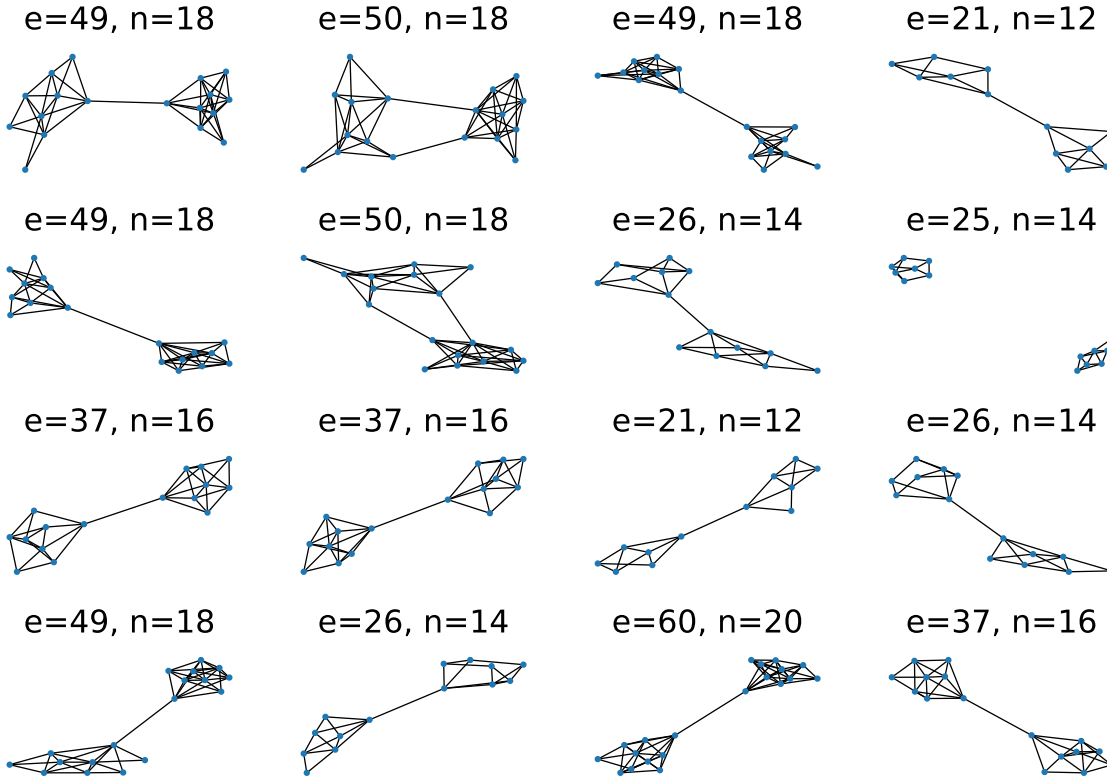 e=49, n=18
e=50, n=18
e=49, n=18
e=21, n=12
e=49, n=18
e=50, n=18
e=26, n=14
e=25, n=14
e=37, n=16
e=37, n=16
e=21, n=12
e=26, n=14
e=49, n=18
e=26, n=14
e=60, n=20
e=37, n=16